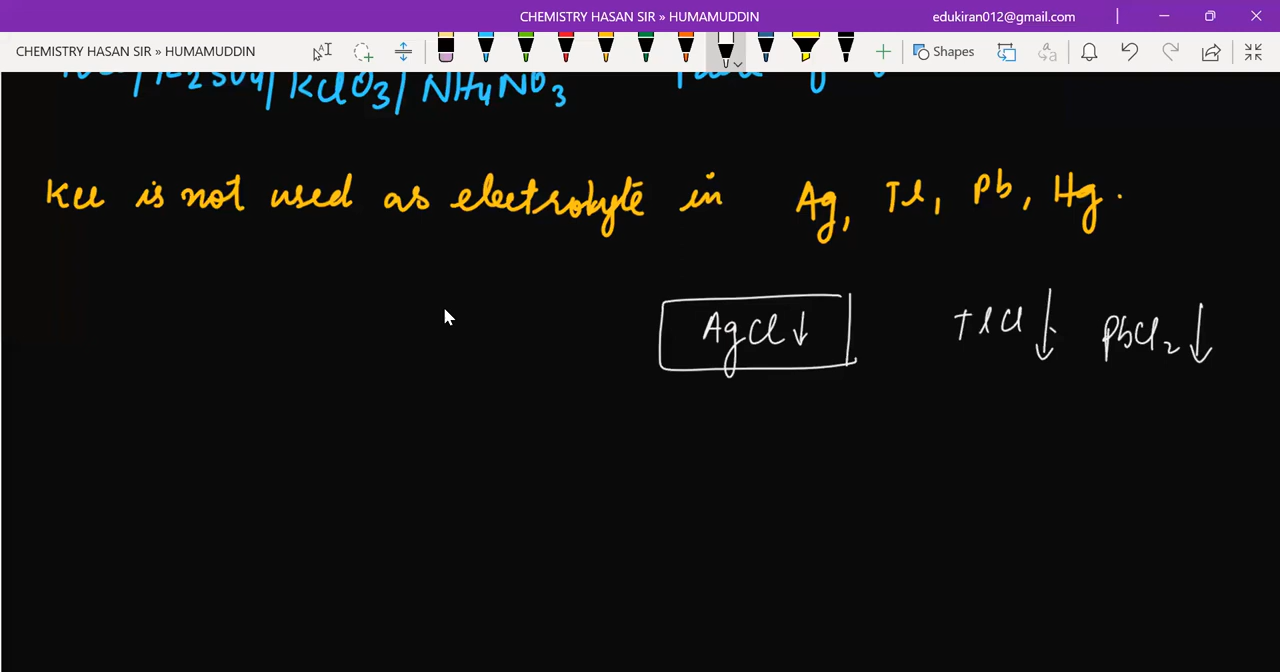 CHEMISTRY HASAN SIR » HUMAMUDDIN edukiran012@gmail.com
CHEMISTRY HASAN SIR » HUMAMUDDIN Shapes
/ KClO3 / NH4NO3
KCl is not used as electrolyte in Ag, Tl, Pb, Hg.
AgCl↓ TlCl↓ PbCl2↓